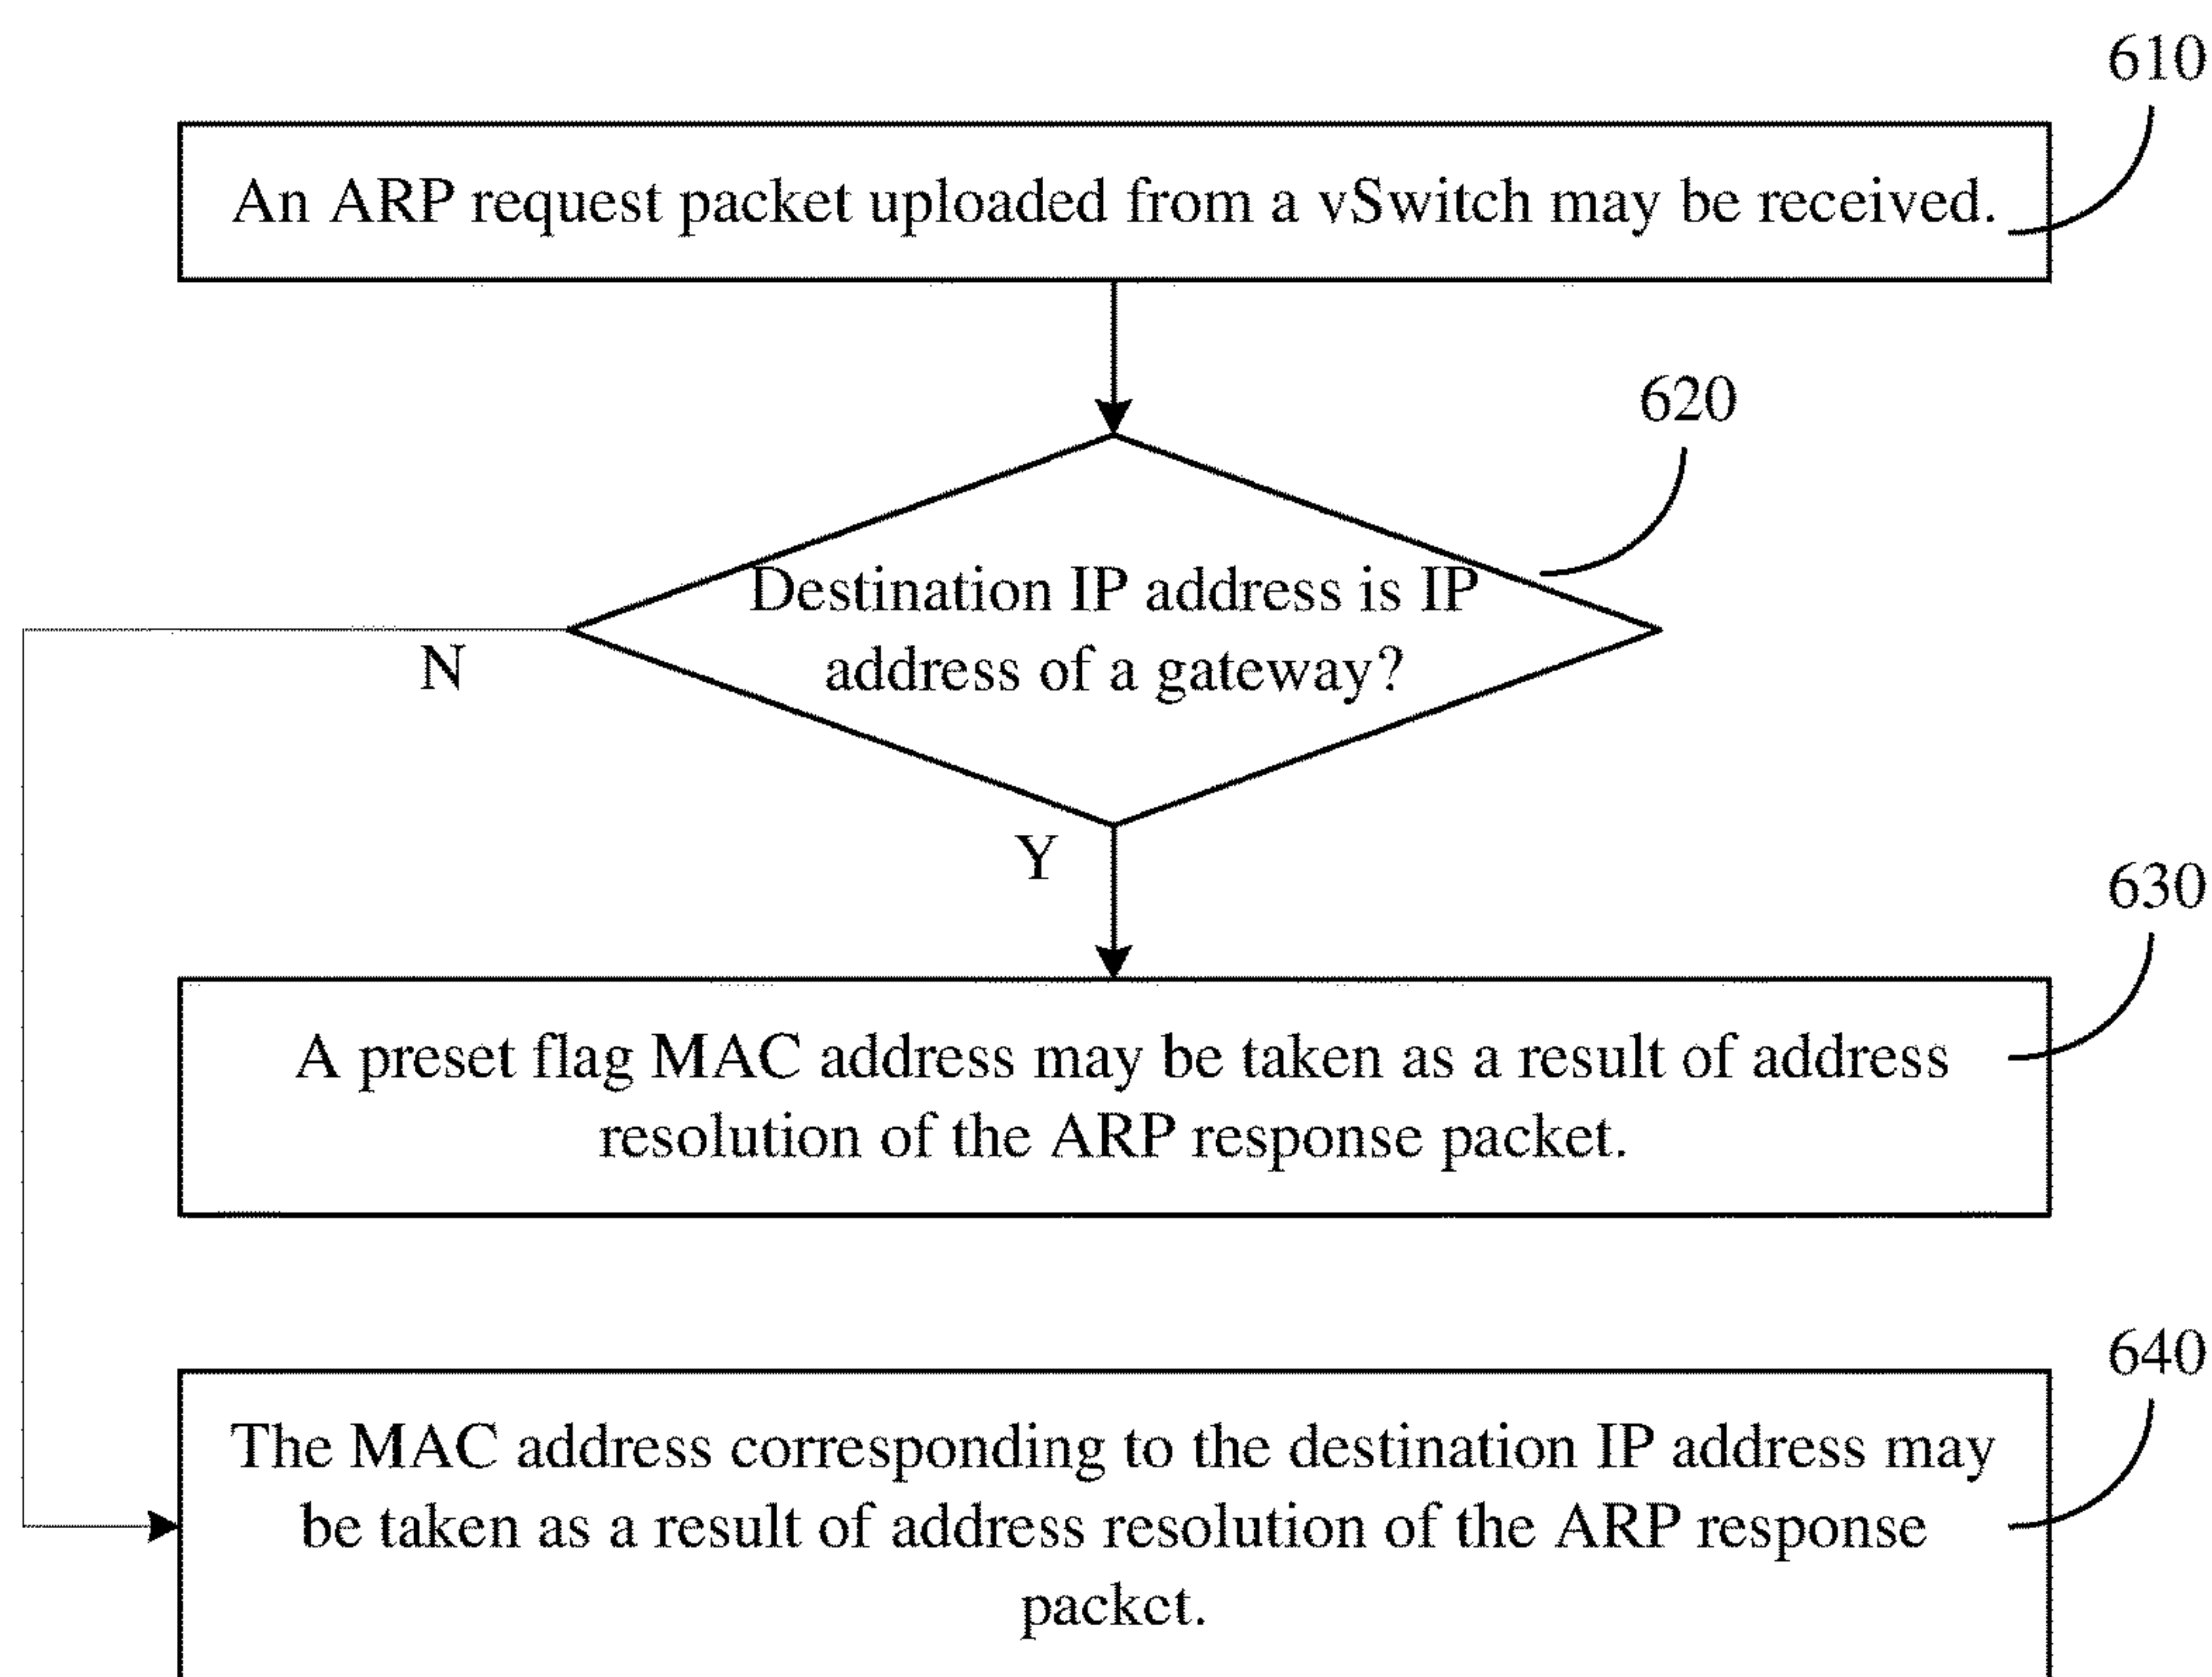 610
An ARP request packet uploaded from a vSwitch may be received.
620
Destination IP address is IP
address of a gateway?
N
Y
630
A preset flag MAC address may be taken as a result of address
resolution of the ARP response packet.
640
The MAC address corresponding to the destination IP address may
be taken as a result of address resolution of the ARP response
packet.